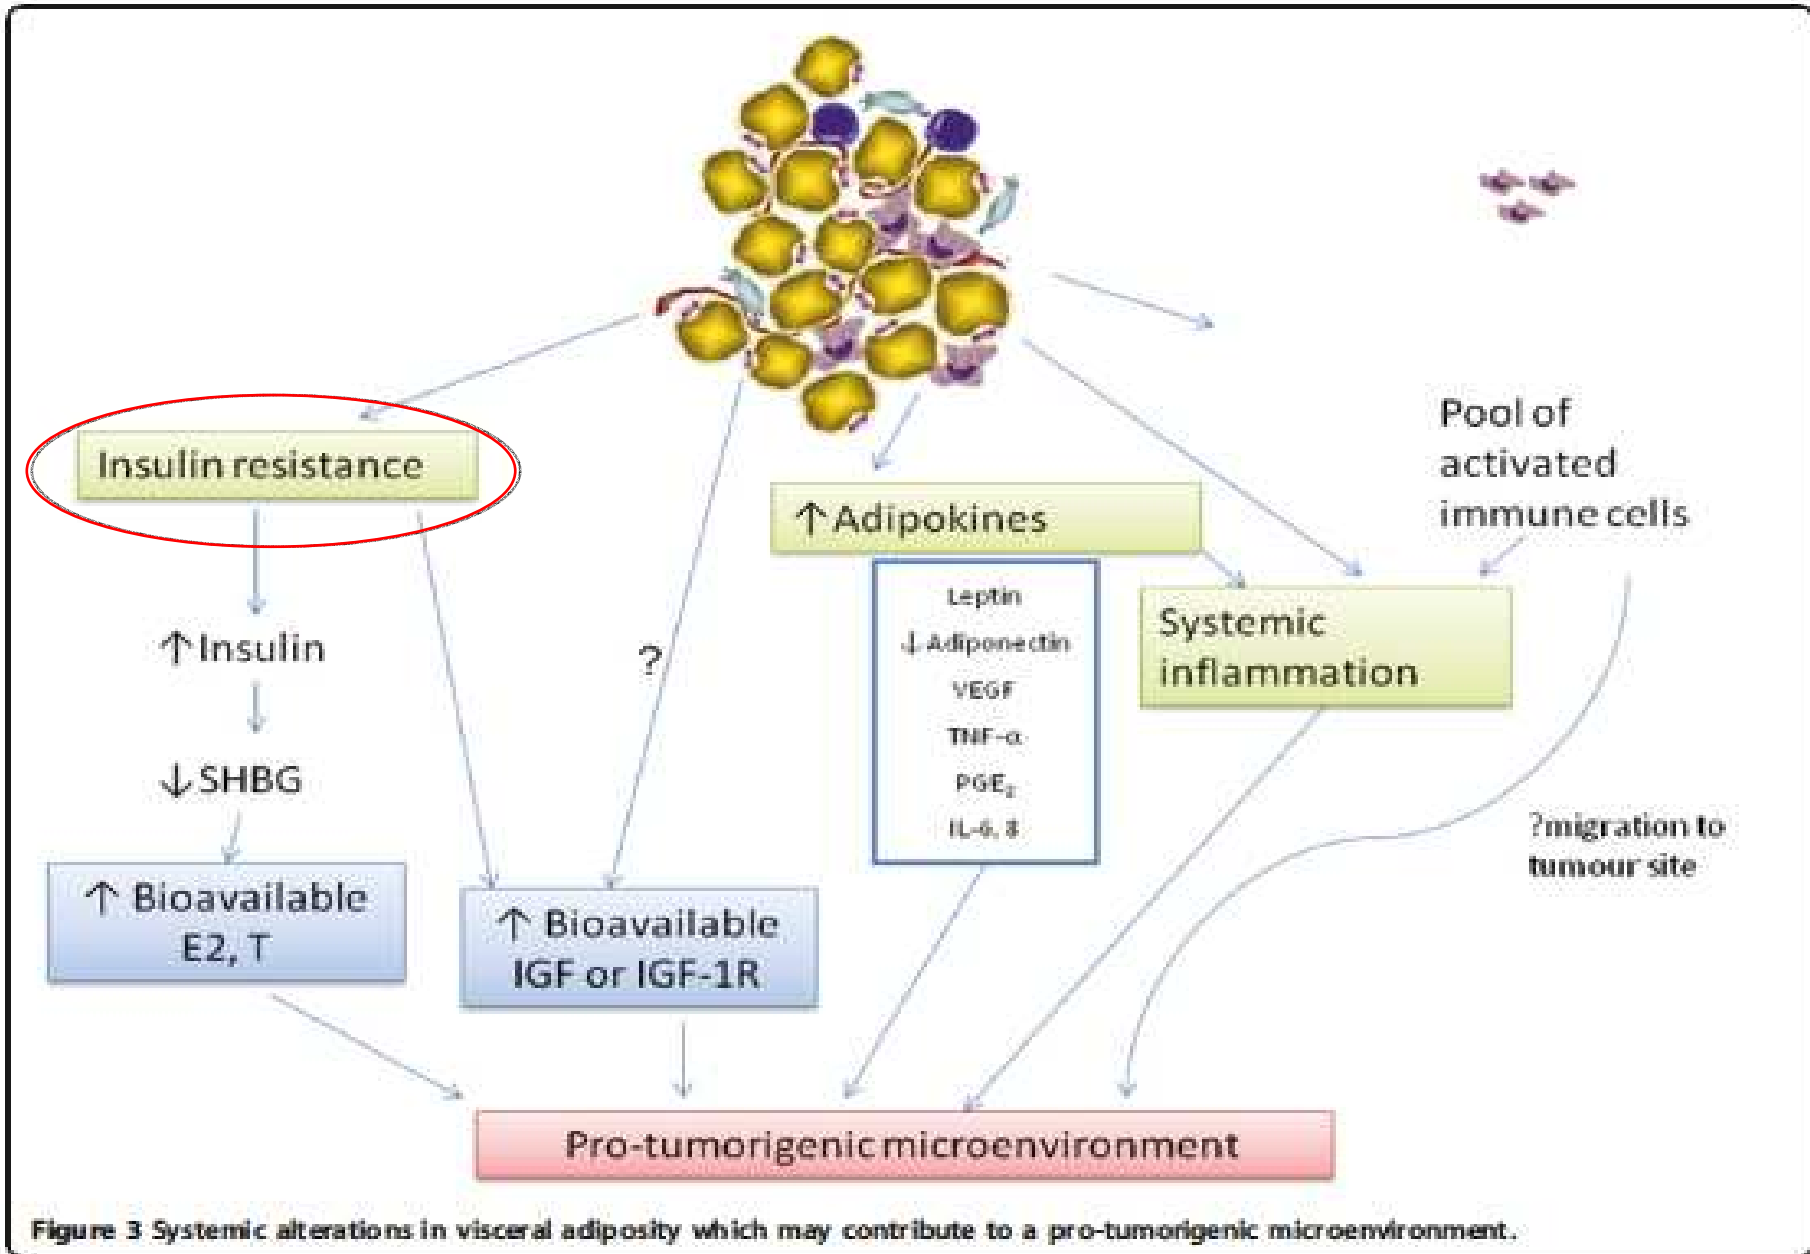 Insulin resistance
↑Insulin
↓SHBG
↑ Bioavailable
E2, T
?
↑ Bioavailable
IGF or IGF-1R
↑Adipokines
Leptin
↓Adiponectin
VEGF
TNF-α
PGE₂
IL-6, 8
Pool of
activated
immune cells
Systemic
inflammation
?migration to
tumour site
Pro-tumorigenic microenvironment
Figure 3 Systemic alterations in visceral adiposity which may contribute to a pro-tumorigenic microenvironment.